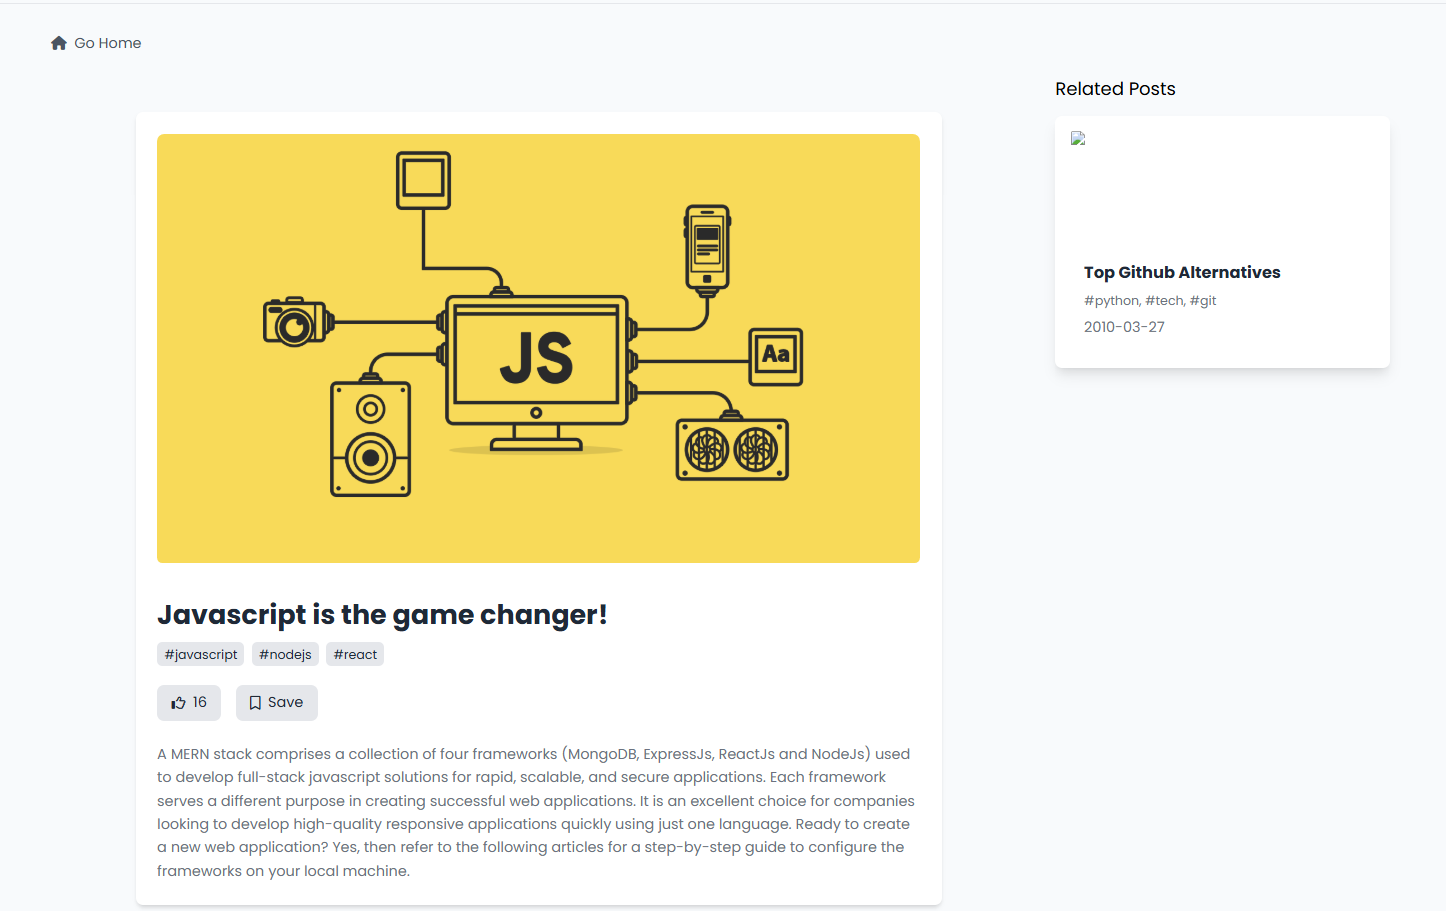 Go Home
Related Posts
JS
Aa
Top Github Alternatives
#python, #tech, #git
2010-03-27
Javascript is the game changer!
#javascript #nodejs #react
16 Save
A MERN stack comprises a collection of four frameworks (MongoDB, ExpressJs, ReactJs and NodeJs) used
to develop full-stack javascript solutions for rapid, scalable, and secure applications. Each framework
serves a different purpose in creating successful web applications. It is an excellent choice for companies
looking to develop high-quality responsive applications quickly using just one language. Ready to create
a new web application? Yes, then refer to the following articles for a step-by-step guide to configure the
frameworks on your local machine.